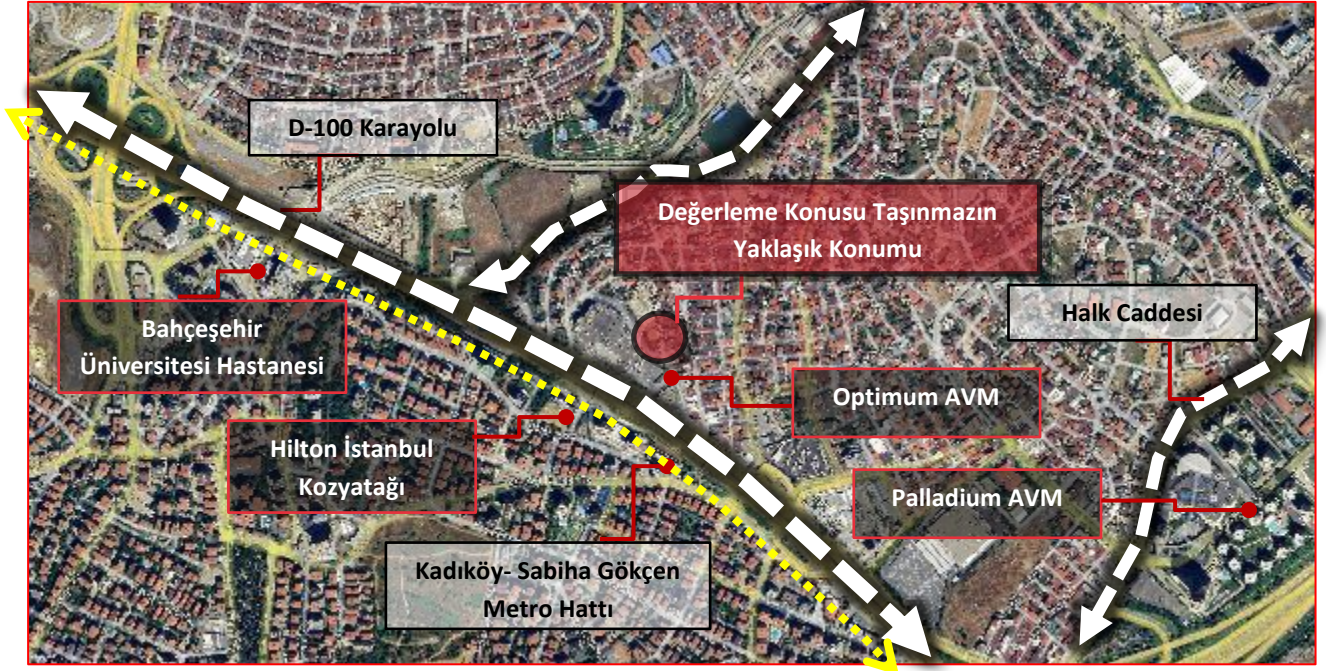 D-100 Karayolu
Değerleme Konusu Taşınmazın
Yaklaşık Konumu
Bahçeşehir
Üniversitesi Hastanesi
Halk Caddesi
Optimum AVM
Hilton İstanbul
Kozyatağı
Palladium AVM
Kadıköy- Sabiha Gökçen
Metro Hattı